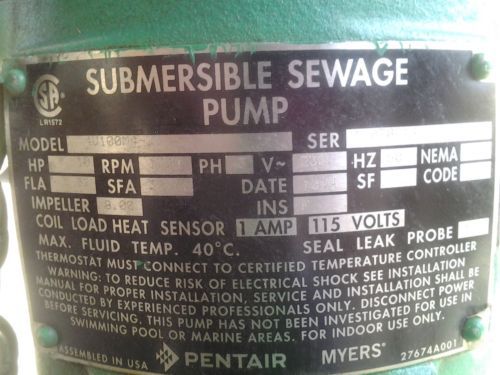 SA
LR1572
SUBMERSIBLE SEWAGE
PUMP
MODEL SER
HP RPM PH V~ HZ NEMA
FLA SFA DATE SF CODE
IMPELLER 8.00 INS
COIL LOAD HEAT SENSOR 1 AMP 115 VOLTS
MAX. FLUID TEMP. 40°C. SEAL LEAK PROBE
THERMOSTAT MUST CONNECT TO CERTIFIED TEMPERATURE CONTROLLER
WARNING: TO REDUCE RISK OF ELECTRICAL SHOCK SEE INSTALLATION
MANUAL FOR PROPER INSTALLATION, SERVICE AND INSTALLATION SHALL BE
CONDUCTED BY EXPERIENCED PROFESSIONALS ONLY. DISCONNECT POWER
BEFORE SERVICING. THIS PUMP HAS NOT BEEN INVESTIGATED FOR USE IN
SWIMMING POOL OR MARINE AREAS. FOR INDOOR USE ONLY.
ASSEMBLED IN USA PENTAIR MYERS® 27674A001